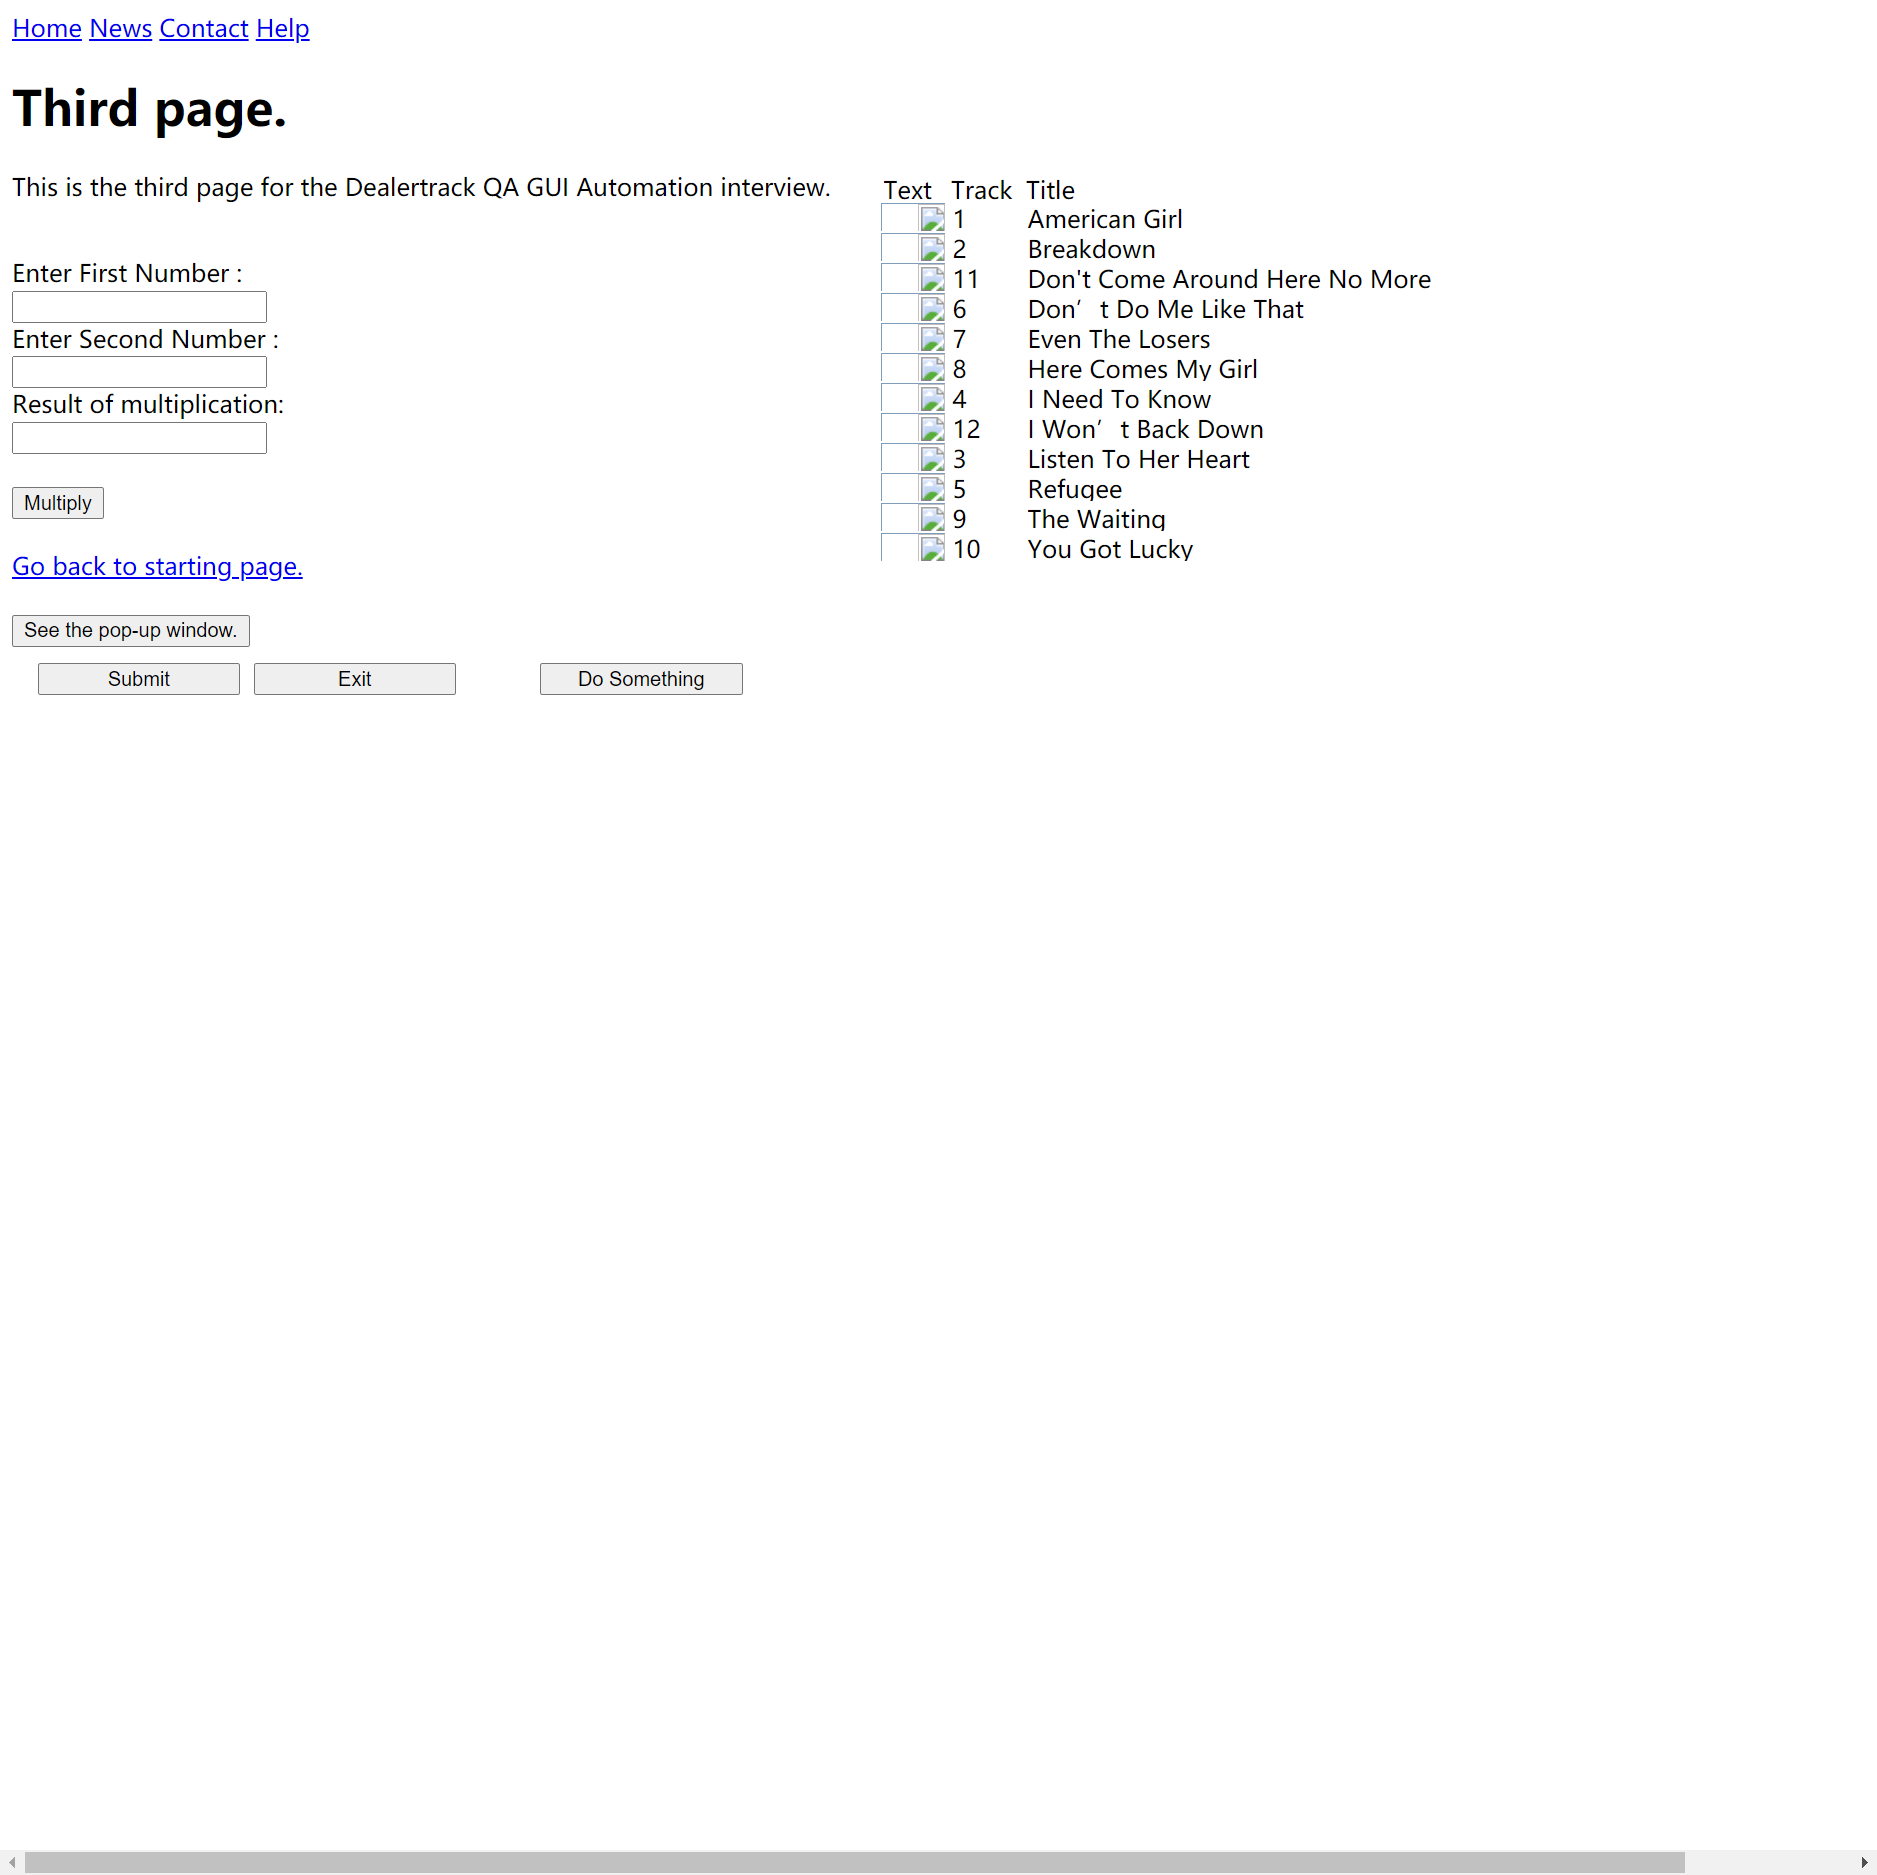 Home News Contact Help
Third page.
This is the third page for the Dealertrack QA GUI Automation interview.
Enter First Number :
Enter Second Number :
Result of multiplication:
Multiply
Go back to starting page.
See the pop-up window.
Submit Exit Do Something
Text Track Title
1 American Girl
2 Breakdown
11 Don't Come Around Here No More
6 Don’t Do Me Like That
7 Even The Losers
8 Here Comes My Girl
4 I Need To Know
12 I Won’t Back Down
3 Listen To Her Heart
5 Refugee
9 The Waiting
10 You Got Lucky